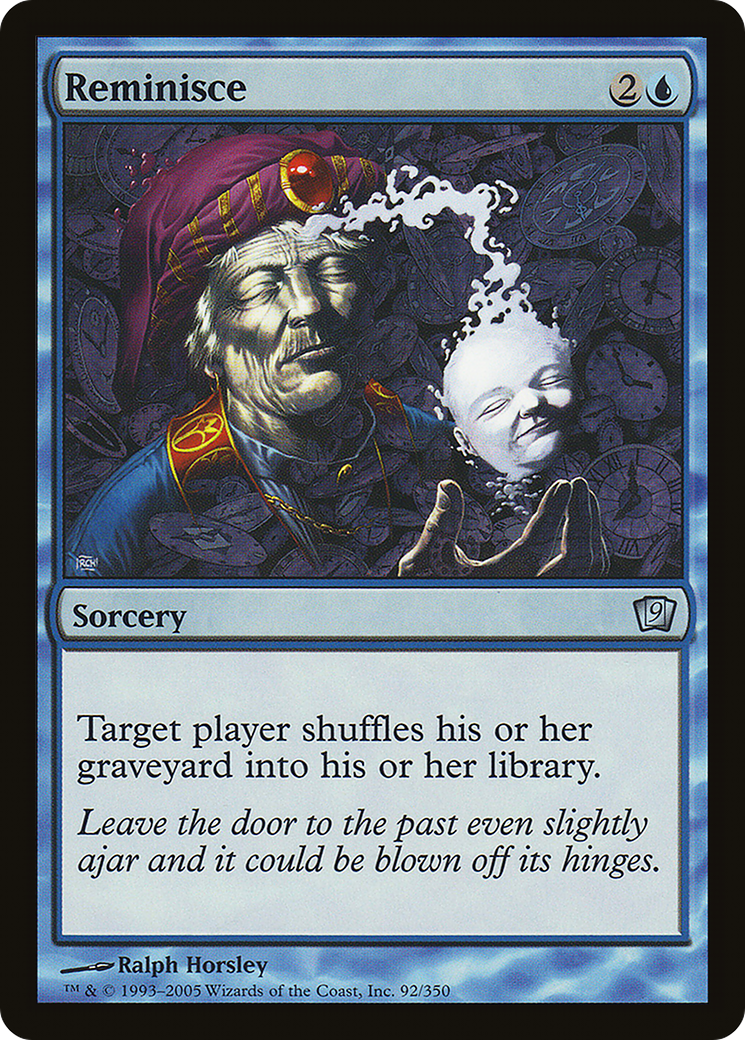 Reminisce 2
RCH
Sorcery 9
Target player shuffles his or her
graveyard into his or her library.
Leave the door to the past even slightly
ajar and it could be blown off its hinges.
Ralph Horsley
™ & © 1993–2005 Wizards of the Coast, Inc. 92/350